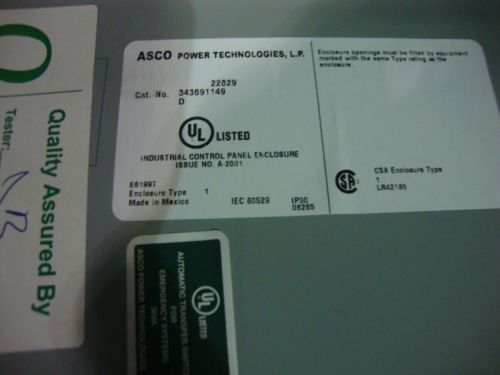 ASCO POWER TECHNOLOGIES, L.P.
22829
Cat. No. 343691149
D
UL LISTED
INDUSTRIAL CONTROL PANEL ENCLOSURE
ISSUE NO. A-2001
E61997
Enclosure Type 1
Made in Mexico
IEC 60529
IP30
08285
Enclosure openings must be filled by equipment
marked with the same Type rating as the
enclosure.
CSA Enclosure Type
1
LR42185
Quality Assured By
Tester:
UL LISTED
AUTOMATIC TRANSFER SWITCH
FOR
EMERGENCY SYSTEMS
ASCO POWER TECHNOLOGIES